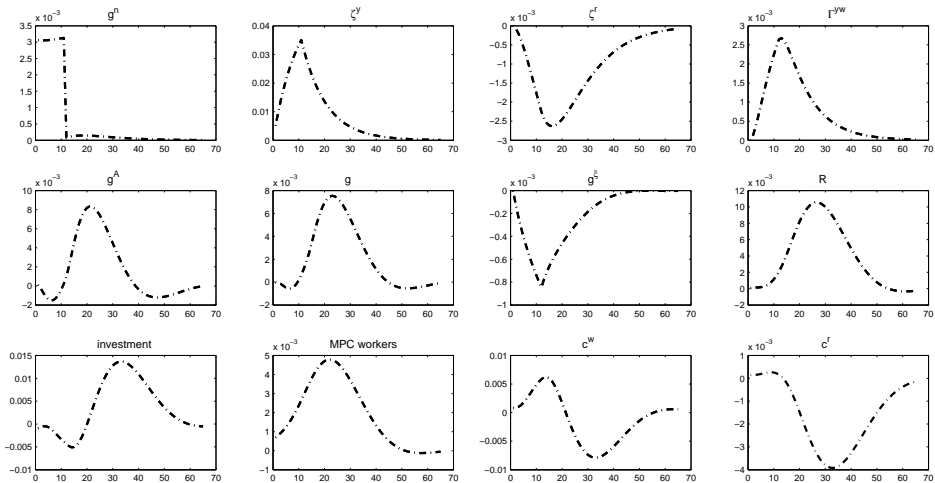 gⁿ
x 10⁻³
3.5
3
2.5
2
1.5
1
0.5
0
0 10 20 30 40 50 60 70
ζʸ
0.04
0.03
0.02
0.01
0
0 10 20 30 40 50 60 70
ζʳ
x 10⁻³
0
−0.5
−1
−1.5
−2
−2.5
−3
0 10 20 30 40 50 60 70
Γʸʷ
x 10⁻³
3
2.5
2
1.5
1
0.5
0
0 10 20 30 40 50 60 70
gᴬ
x 10⁻³
10
8
6
4
2
0
−2
0 10 20 30 40 50 60 70
g
x 10⁻³
8
6
4
2
0
−2
0 10 20 30 40 50 60 70
g^ξ
x 10⁻³
0
−0.2
−0.4
−0.6
−0.8
−1
0 10 20 30 40 50 60 70
R
x 10⁻³
12
10
8
6
4
2
0
−2
0 10 20 30 40 50 60 70
investment
0.015
0.01
0.005
0
−0.005
−0.01
0 10 20 30 40 50 60 70
MPC workers
x 10⁻³
5
4
3
2
1
0
−1
0 10 20 30 40 50 60 70
cʷ
0.01
0.005
0
−0.005
−0.01
0 10 20 30 40 50 60 70
cʳ
x 10⁻³
1
0
−1
−2
−3
−4
0 10 20 30 40 50 60 70